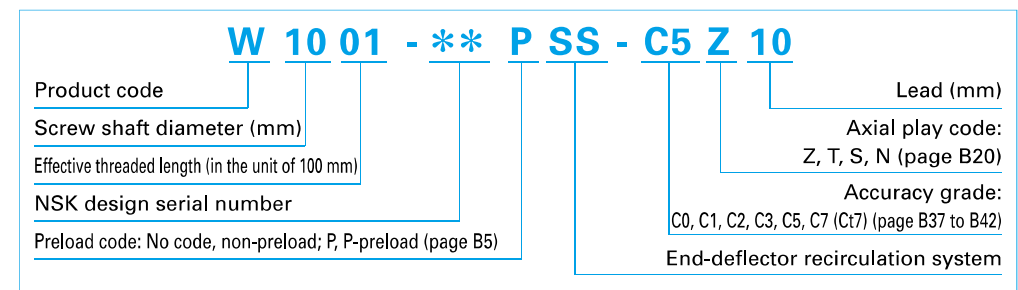 W 10 01 - ** P SS - C5 Z 10
Product code
Screw shaft diameter (mm)
Effective threaded length (in the unit of 100 mm)
NSK design serial number
Preload code: No code, non-preload; P, P-preload (page B5)
Lead (mm)
Axial play code:
Z, T, S, N (page B20)
Accuracy grade:
C0, C1, C2, C3, C5, C7 (Ct7) (page B37 to B42)
End-deflector recirculation system